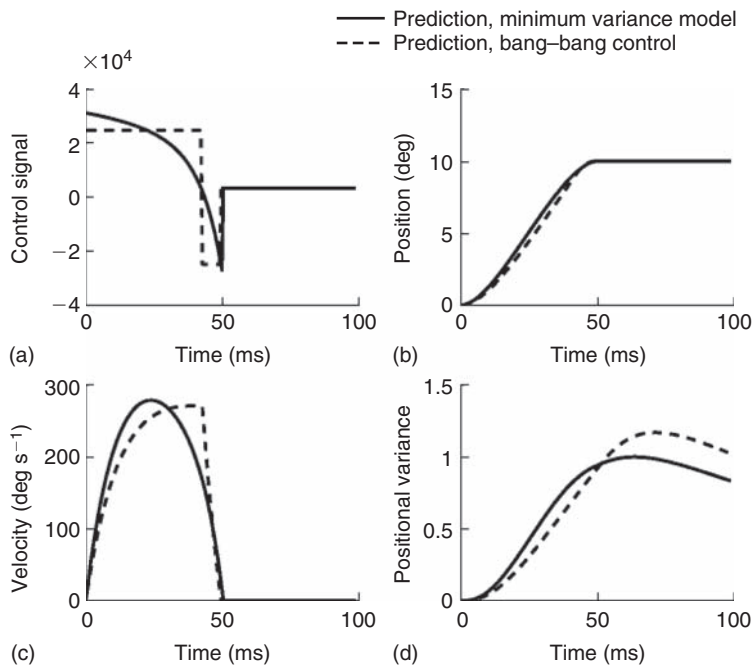 Prediction, minimum variance model
Prediction, bang–bang control
×10⁴
4
2
0
−2
−4
Control signal
0
50
100
(a)
Time (ms)
15
10
5
0
Position (deg)
0
50
100
(b)
Time (ms)
300
200
100
0
Velocity (deg s⁻¹)
0
50
100
(c)
Time (ms)
1.5
1
0.5
0
Positional variance
0
50
100
(d)
Time (ms)